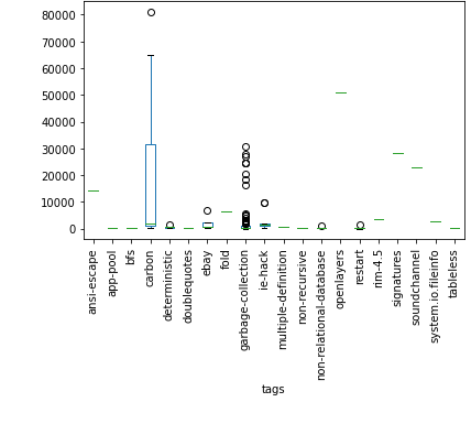 80000
70000
60000
50000
40000
30000
20000
10000
0
ansi-escape
app-pool
bfs
carbon
deterministic
doublequotes
ebay
fold
garbage-collection
ie-hack
multiple-definition
non-recursive
non-relational-database
openlayers
restart
rim-4.5
signatures
soundchannel
system.io.fileinfo
tableless
tags